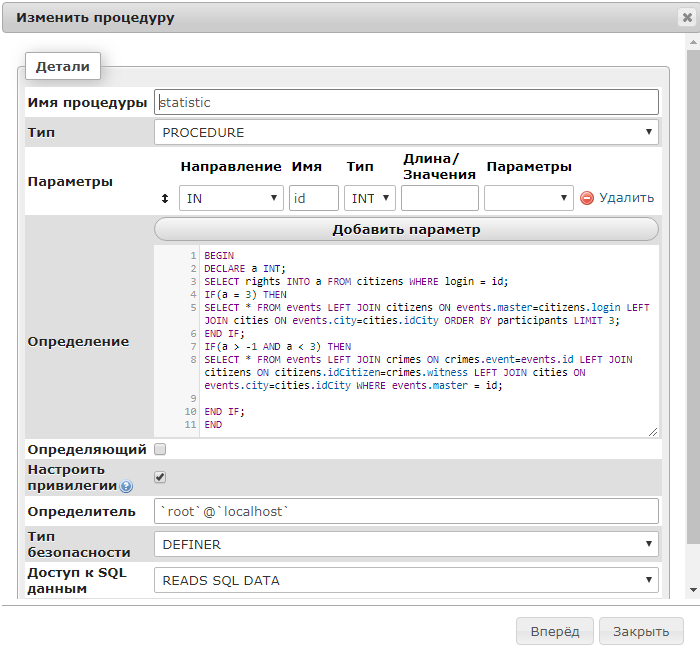 Изменить процедуру
Детали
Имя процедуры statistic
Тип PROCEDURE
Параметры
Направление Имя Тип Длина/ Значения Параметры
IN id INT Удалить
Добавить параметр
Определение
1 BEGIN
2 DECLARE a INT;
3 SELECT rights INTO a FROM citizens WHERE login = id;
4 IF(a = 3) THEN
5 SELECT * FROM events LEFT JOIN citizens ON events.master=citizens.login LEFT
JOIN cities ON events.city=cities.idCity ORDER BY participants LIMIT 3;
6 END IF;
7 IF(a > -1 AND a < 3) THEN
8 SELECT * FROM events LEFT JOIN crimes ON crimes.event=events.id LEFT JOIN
citizens ON citizens.idCitizen=crimes.witness LEFT JOIN cities ON
events.city=cities.idCity WHERE events.master = id;
9
10 END IF;
11 END
Определяющий
Настроить
привилегии
Определитель `root`@`localhost`
Тип
безопасности DEFINER
Доступ к SQL
данным READS SQL DATA
Вперёд Закрыть